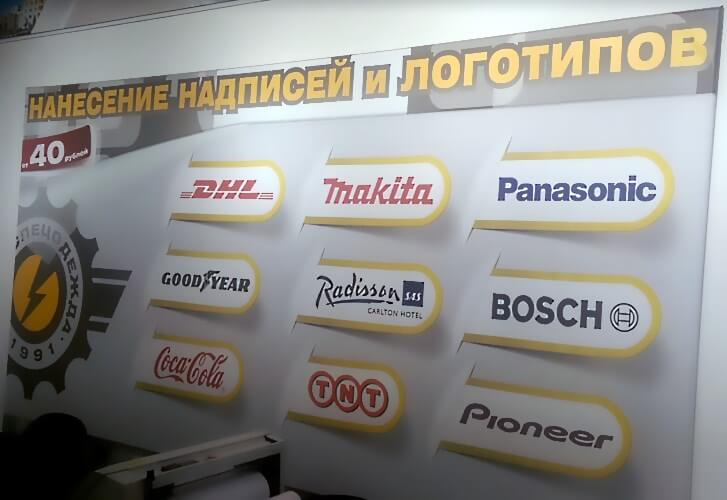 НАНЕСЕНИЕ НАДПИСЕЙ и ЛОГОТИПОВ
от 40 рублей
DHL
makita
Panasonic
СПЕЦОДЕЖДА
1991
GOODYEAR
Radisson SAS
CARLTON HOTEL
BOSCH
Coca-Cola
TNT
Pioneer